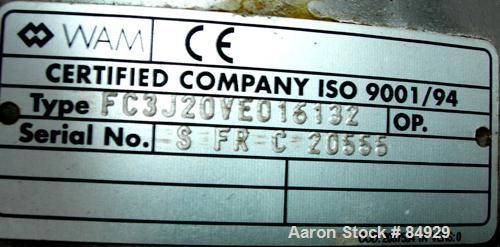 WAM CE
CERTIFIED COMPANY ISO 9001/94
Type FC3J20VE016132 OP.
Serial No. S FR C 20555
Aaron Stock # 84929